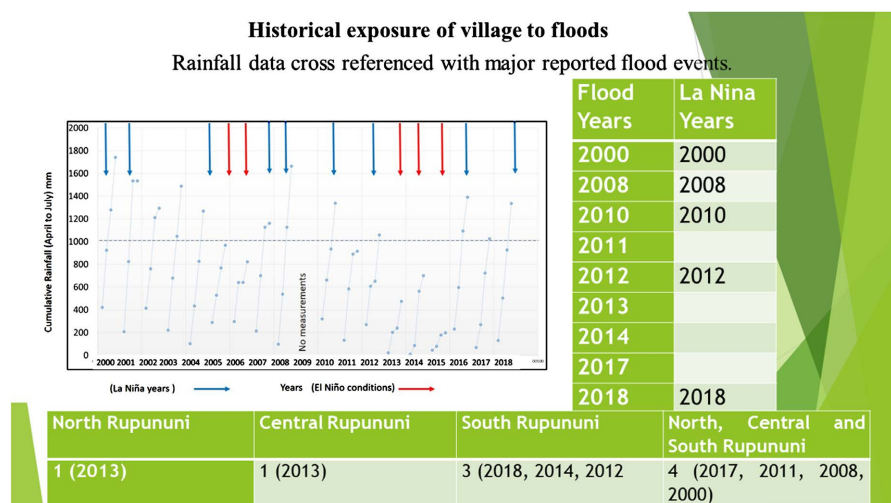 Historical exposure of village to floods
Rainfall data cross referenced with major reported flood events.
Cumulative Rainfall (April to July) mm
2000
1800
1600
1400
1200
1000
800
600
400
200
0
No measurements
2000 2001 2002 2003 2004 2005 2006 2007 2008 2009 2010 2011 2012 2013 2014 2015 2016 2017 2018
(La Niña years ) Years (El Niño conditions)
Flood Years La Nina Years
2000 2000
2008 2008
2010 2010
2011
2012 2012
2013
2014
2017
2018 2018
North Rupununi Central Rupununi South Rupununi North, Central and
South Rupununi
1 (2013) 1 (2013) 3 (2018, 2014, 2012 4 (2017, 2011, 2008,
2000)